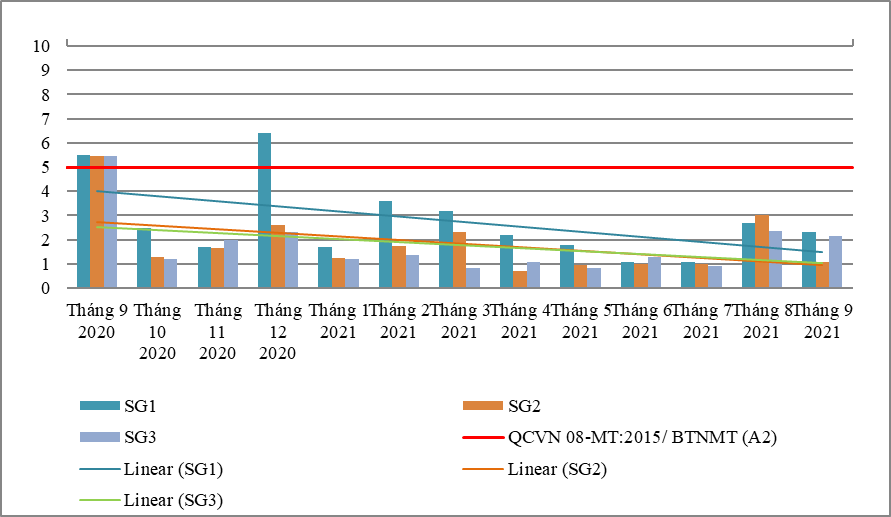 10
9
8
7
6
5
4
3
2
1
0
Tháng 9 Tháng Tháng Tháng Tháng 1 Tháng 2 Tháng 3 Tháng 4 Tháng 5 Tháng 6 Tháng 7 Tháng 8 Tháng 9
2020 10 11 12 2021 2021 2021 2021 2021 2021 2021 2021 2021
2020 2020 2020
SG1 SG2
SG3 QCVN 08-MT:2015/ BTNMT (A2)
Linear (SG1) Linear (SG2)
Linear (SG3)